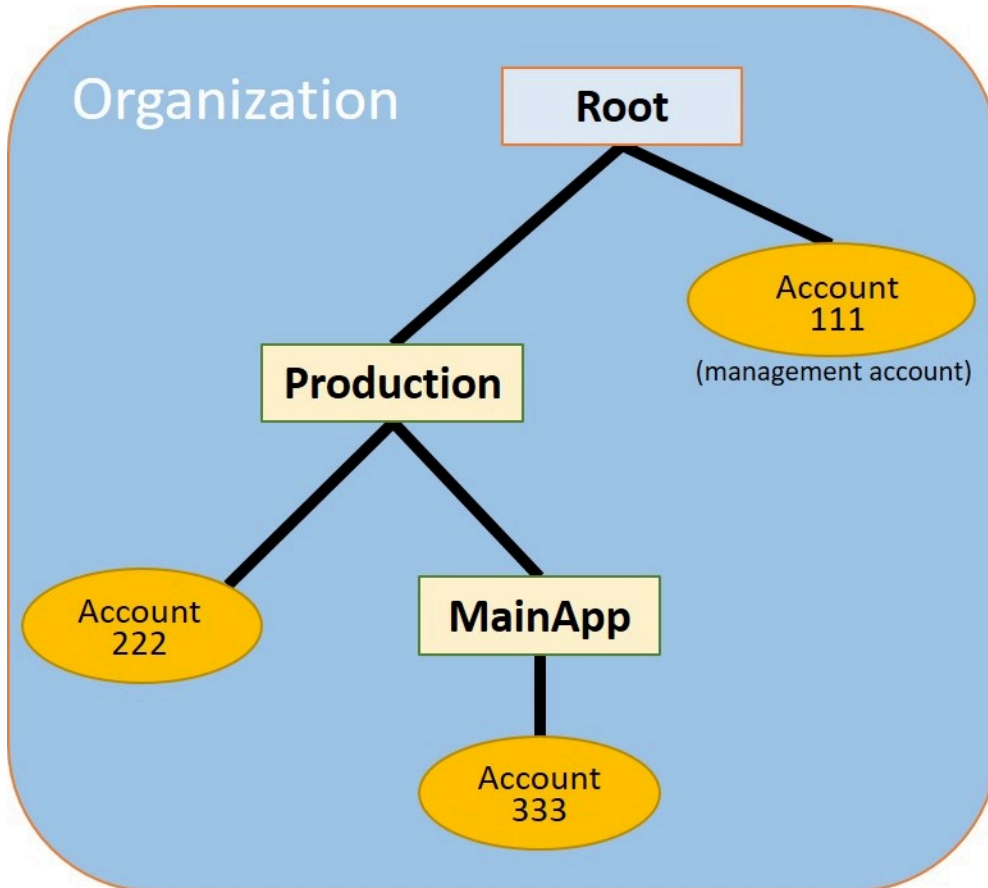 Organization
Root
Account
111
(management account)
Production
Account
222
MainApp
Account
333